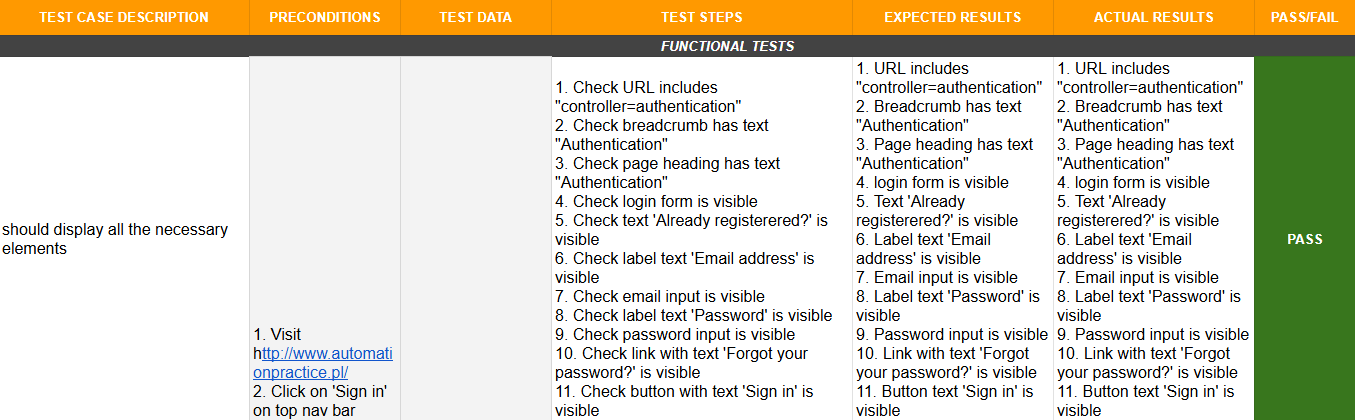 TEST CASE DESCRIPTION PRECONDITIONS TEST DATA TEST STEPS EXPECTED RESULTS ACTUAL RESULTS PASS/FAIL
FUNCTIONAL TESTS
should display all the necessary
elements
1. Visit
http://www.automati
onpractice.pl/
2. Click on 'Sign in'
on top nav bar
1. Check URL includes
"controller=authentication"
2. Check breadcrumb has text
"Authentication"
3. Check page heading has text
"Authentication"
4. Check login form is visible
5. Check text 'Already registerered?' is
visible
6. Check label text 'Email address' is
visible
7. Check email input is visible
8. Check label text 'Password' is visible
9. Check password input is visible
10. Check link with text 'Forgot your
password?' is visible
11. Check button with text 'Sign in' is
visible
1. URL includes
"controller=authentication"
2. Breadcrumb has text
"Authentication"
3. Page heading has text
"Authentication"
4. login form is visible
5. Text 'Already
registerered?' is visible
6. Label text 'Email
address' is visible
7. Email input is visible
8. Label text 'Password' is
visible
9. Password input is visible
10. Link with text 'Forgot
your password?' is visible
11. Button text 'Sign in' is
visible
1. URL includes
"controller=authentication"
2. Breadcrumb has text
"Authentication"
3. Page heading has text
"Authentication"
4. login form is visible
5. Text 'Already
registerered?' is visible
6. Label text 'Email
address' is visible
7. Email input is visible
8. Label text 'Password' is
visible
9. Password input is visible
10. Link with text 'Forgot
your password?' is visible
11. Button text 'Sign in' is
visible
PASS